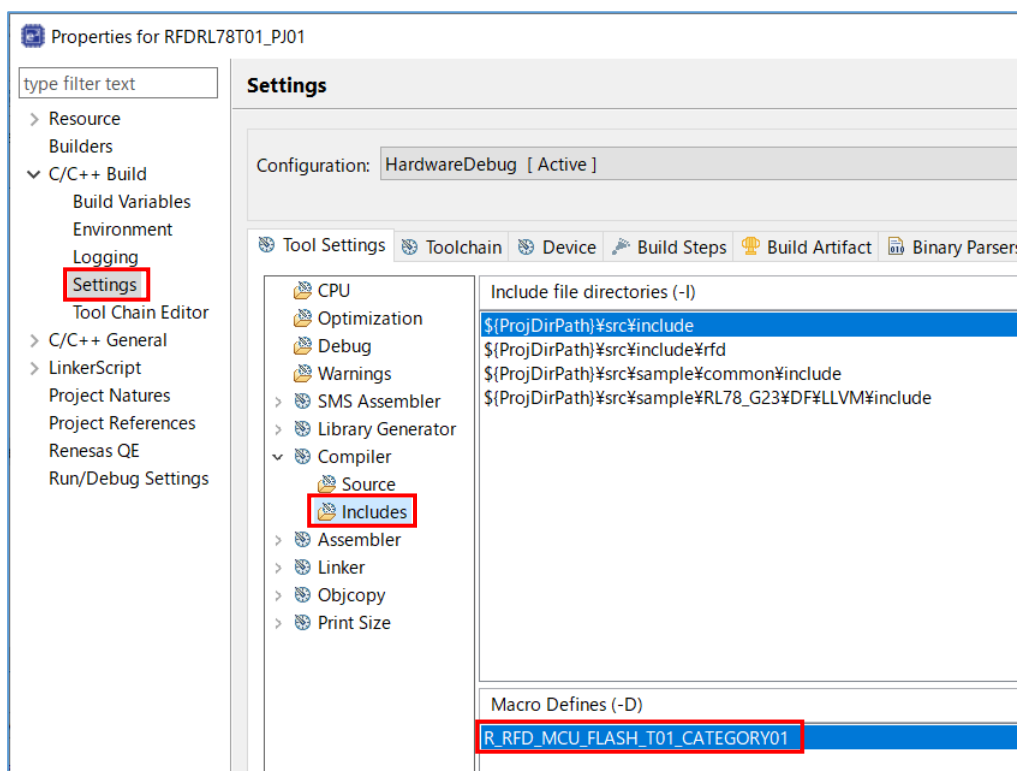 Properties for RFDRL78T01_PJ01
type filter text
Resource
Builders
C/C++ Build
Build Variables
Environment
Logging
Settings
Tool Chain Editor
C/C++ General
LinkerScript
Project Natures
Project References
Renesas QE
Run/Debug Settings
Settings
Configuration: HardwareDebug [ Active ]
Tool Settings Toolchain Device Build Steps Build Artifact Binary Parsers
CPU
Optimization
Debug
Warnings
SMS Assembler
Library Generator
Compiler
Source
Includes
Assembler
Linker
Objcopy
Print Size
Include file directories (-I)
${ProjDirPath}¥src¥include
${ProjDirPath}¥src¥include¥rfd
${ProjDirPath}¥src¥sample¥common¥include
${ProjDirPath}¥src¥sample¥RL78_G23¥DF¥LLVM¥include
Macro Defines (-D)
R_RFD_MCU_FLASH_T01_CATEGORY01